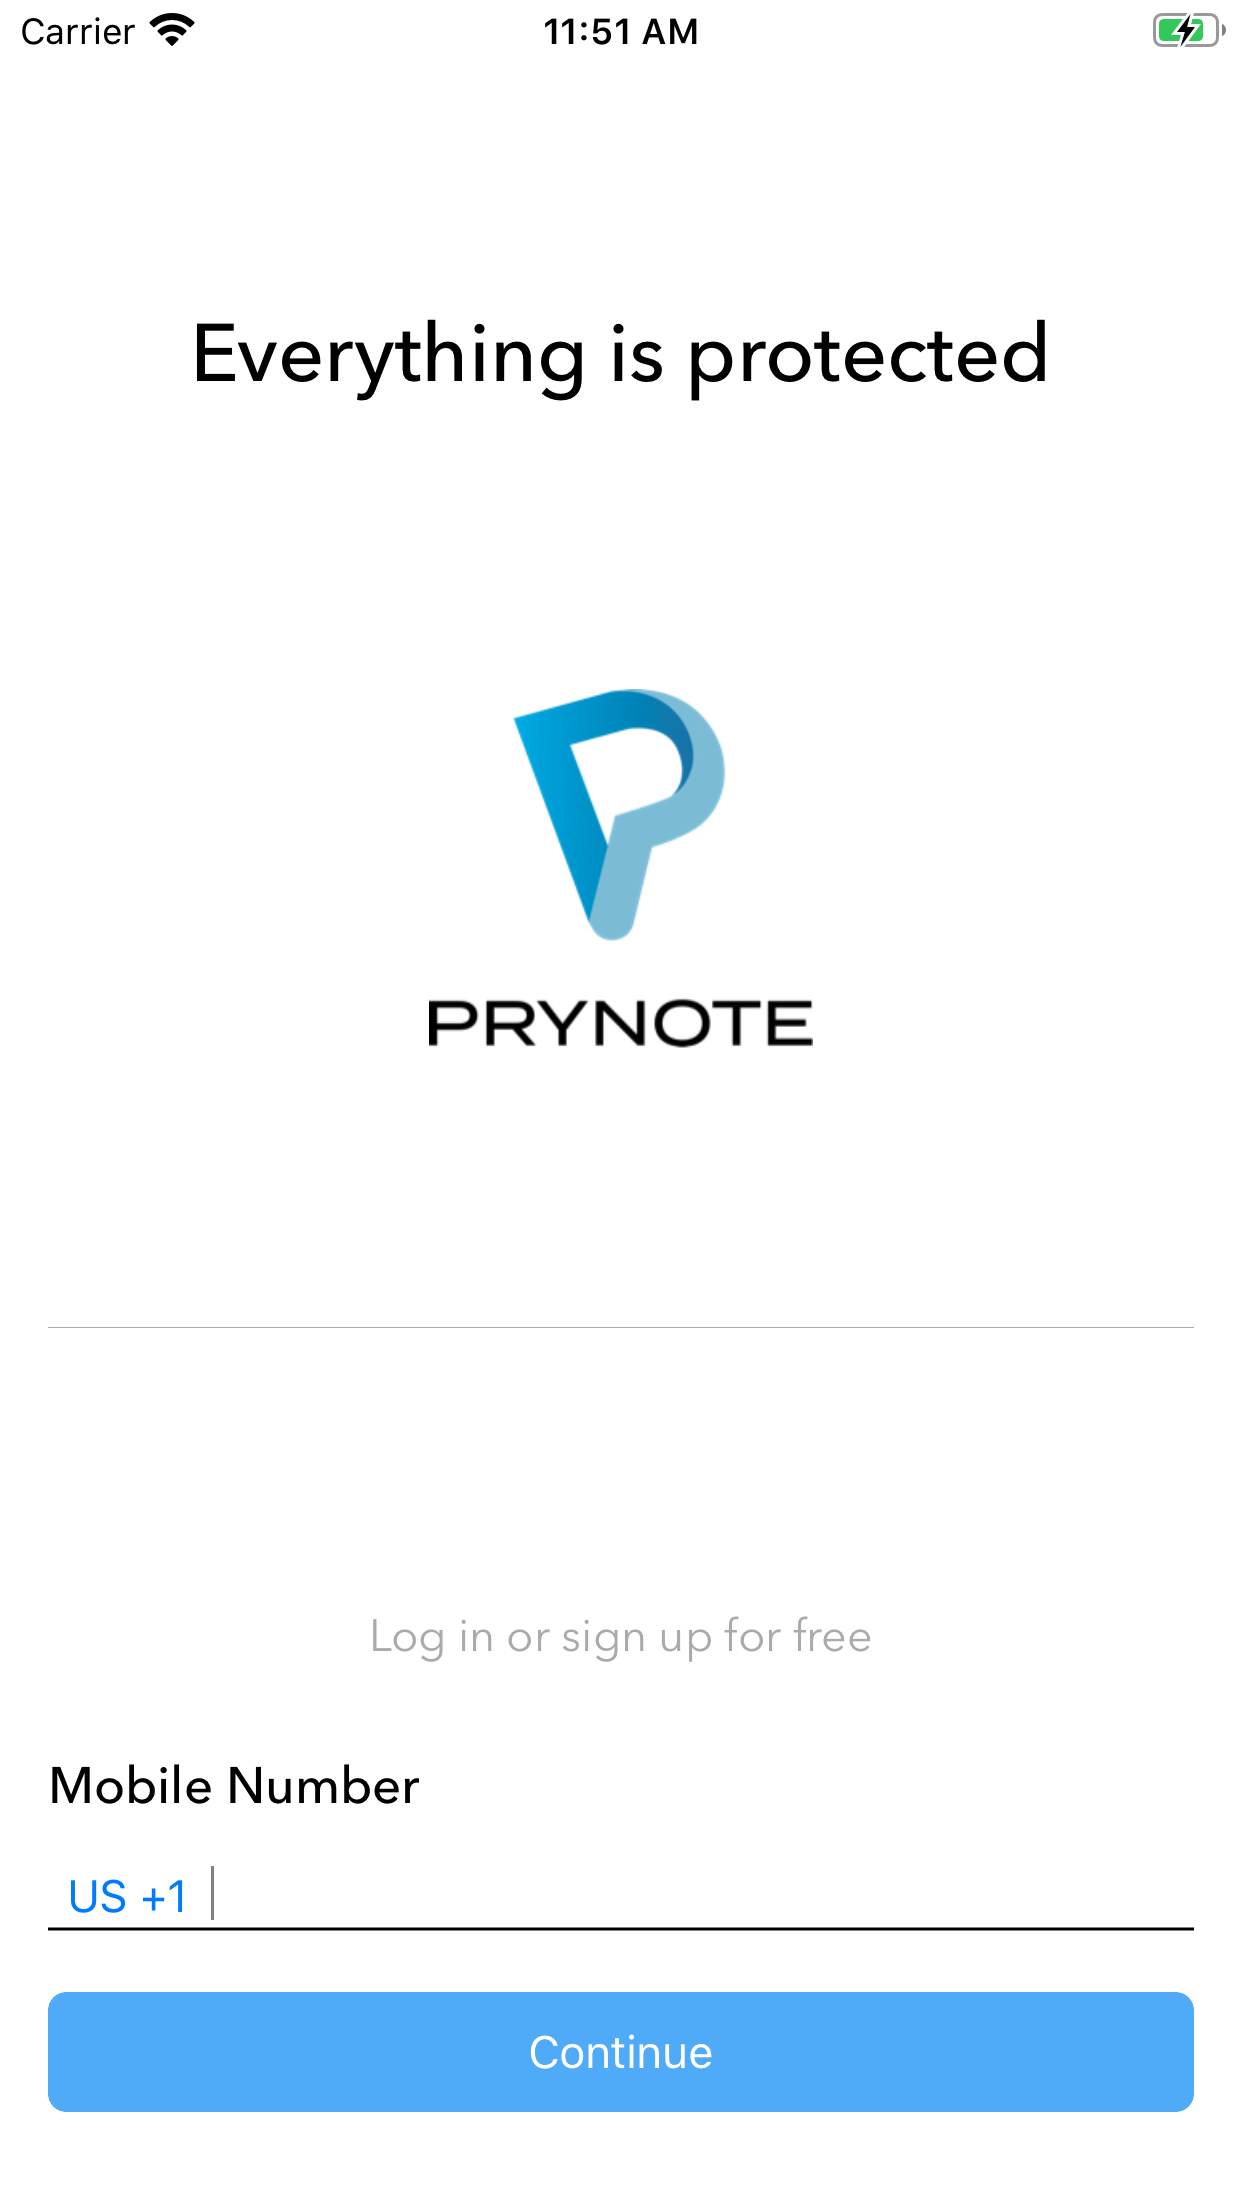 Carrier 11:51 AM
Everything is protected
PRYNOTE
Log in or sign up for free
Mobile Number
US +1
Continue